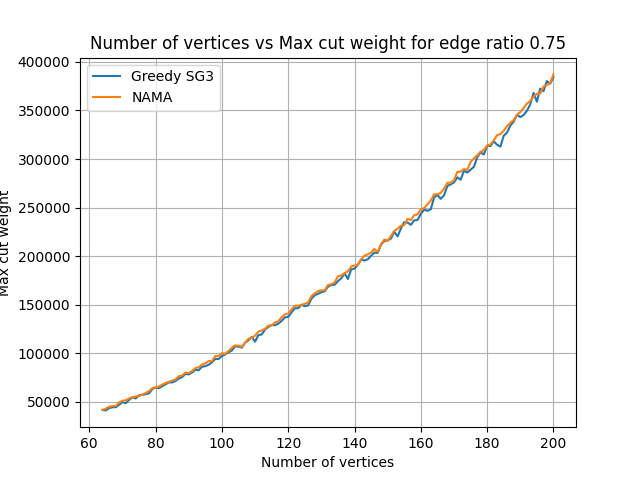 Number of vertices vs Max cut weight for edge ratio 0.75
Greedy SG3
NAMA
400000
350000
300000
250000
200000
150000
100000
50000
Max cut weight
60 80 100 120 140 160 180 200
Number of vertices